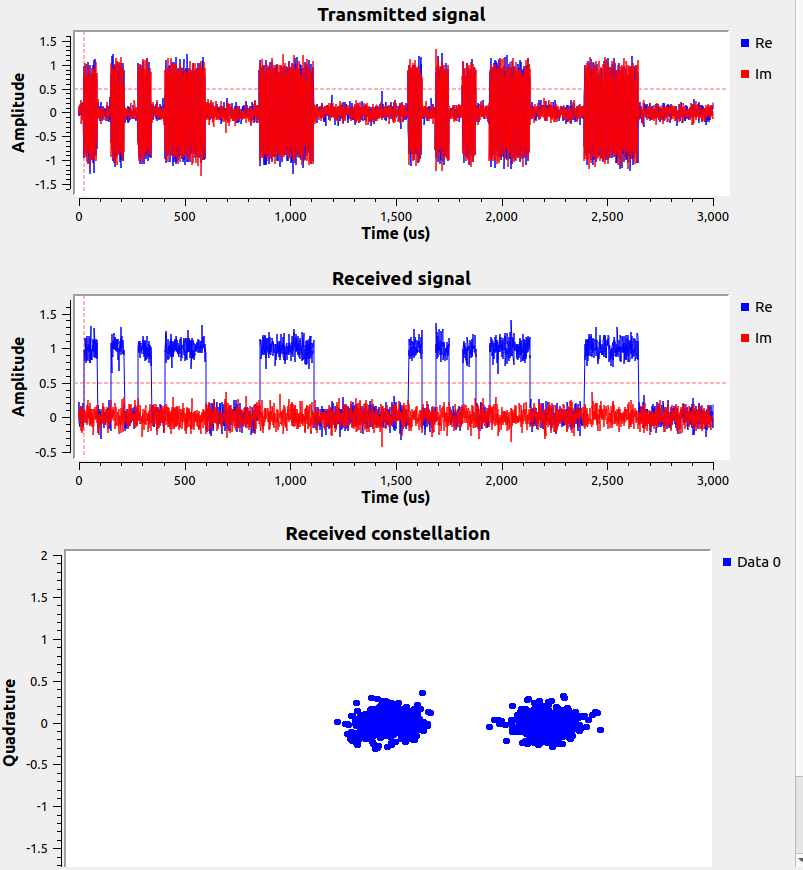 Transmitted signal
1.5
1
0.5
0
-0.5
-1
-1.5
Amplitude
0 500 1,000 1,500 2,000 2,500 3,000
Time (us)
Re
Im
Received signal
1.5
1
0.5
0
-0.5
Amplitude
0 500 1,000 1,500 2,000 2,500 3,000
Time (us)
Re
Im
Received constellation
2
1.5
1
0.5
0
-0.5
-1
-1.5
Quadrature
Data 0